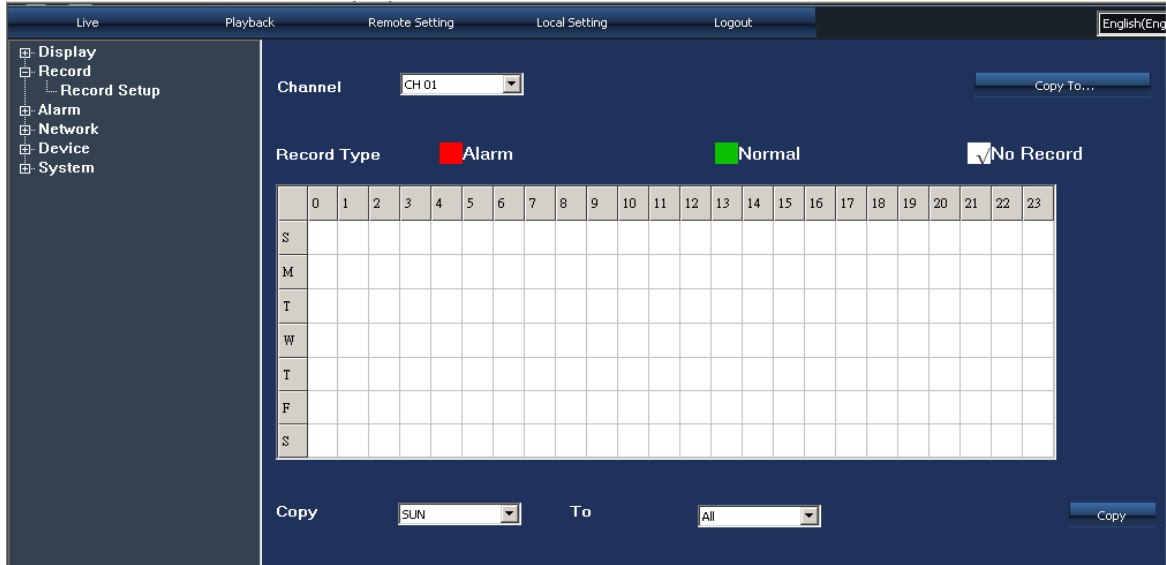 Live Playback Remote Setting Local Setting Logout English(Eng
Display
Record
Record Setup
Alarm
Network
Device
System
Channel CH 01 Copy To...
Record Type Alarm Normal √No Record
0 1 2 3 4 5 6 7 8 9 10 11 12 13 14 15 16 17 18 19 20 21 22 23
S
M
T
W
T
F
S
Copy SUN To All Copy